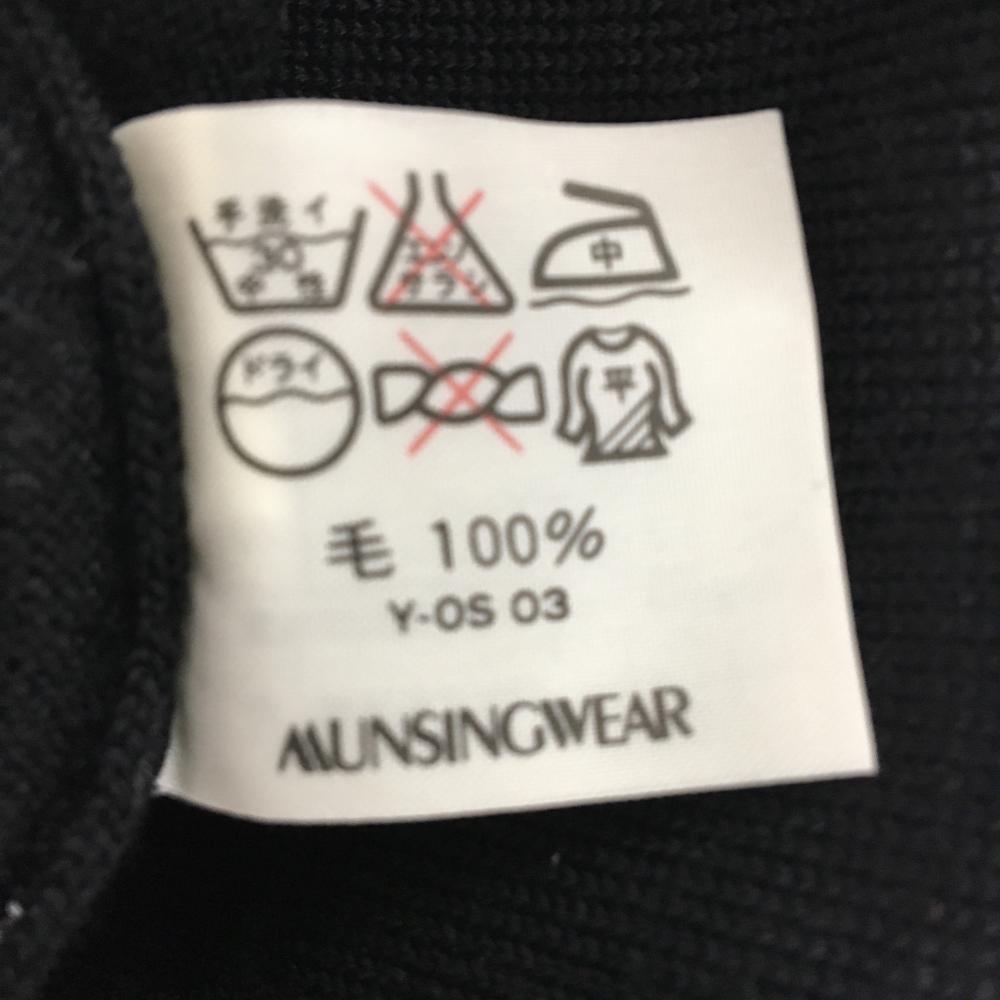 手洗イ
30
中性
エンソ
サラシ
中
ドライ
平
毛 100%
Y-OS 03
MUNSINGWEAR